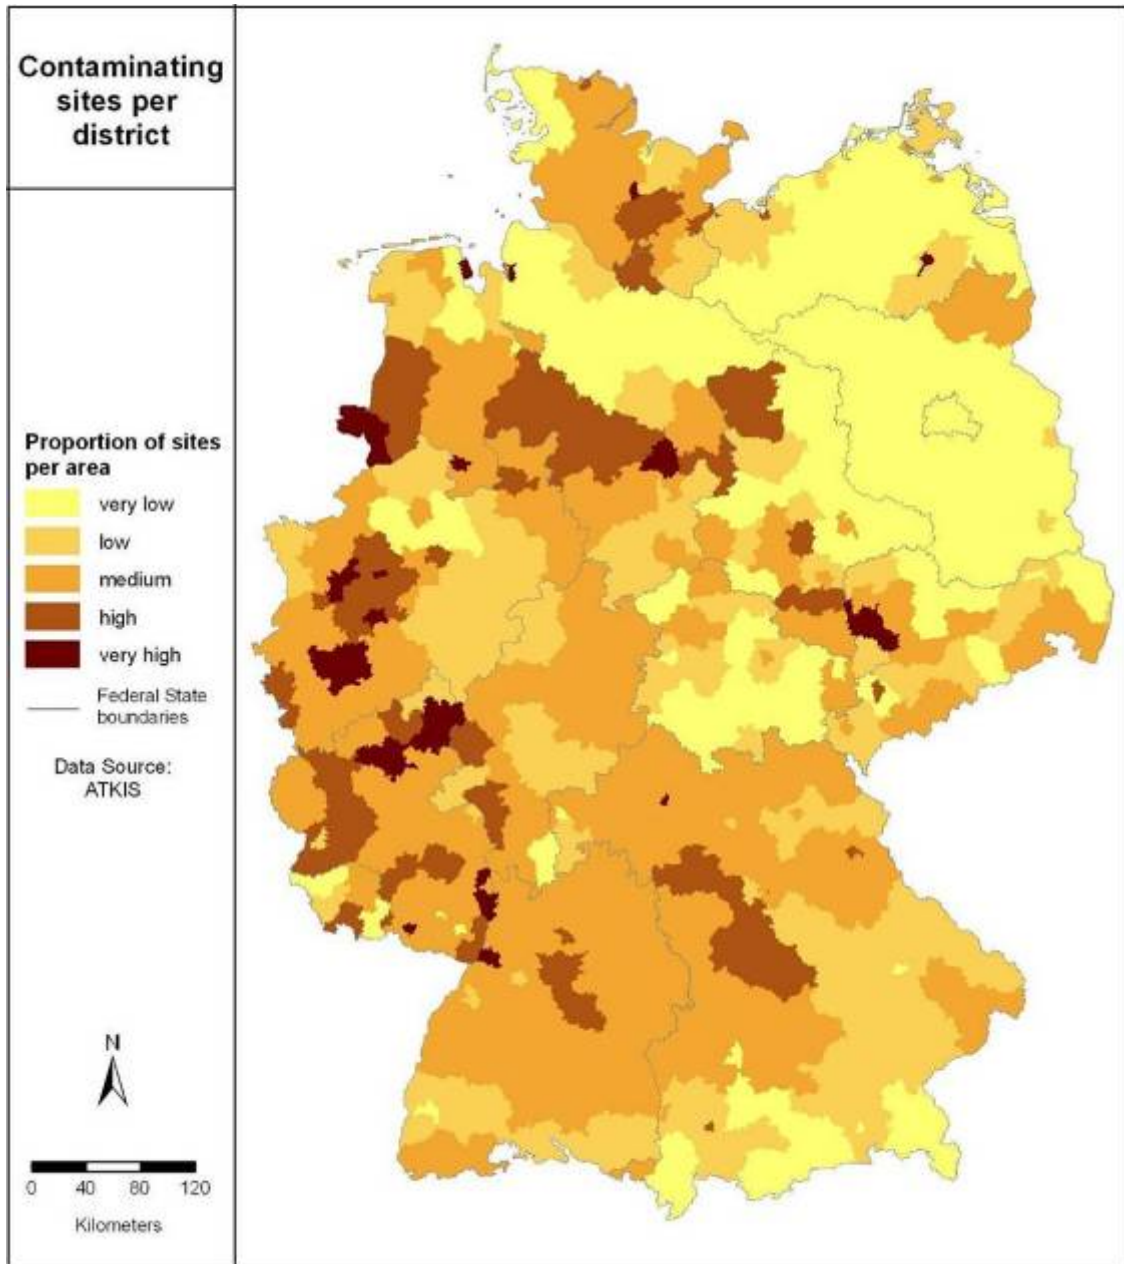 Contaminating
sites per
district
Proportion of sites
per area
very low
low
medium
high
very high
Federal State
boundaries
Data Source:
ATKIS
N
0 40 80 120
Kilometers